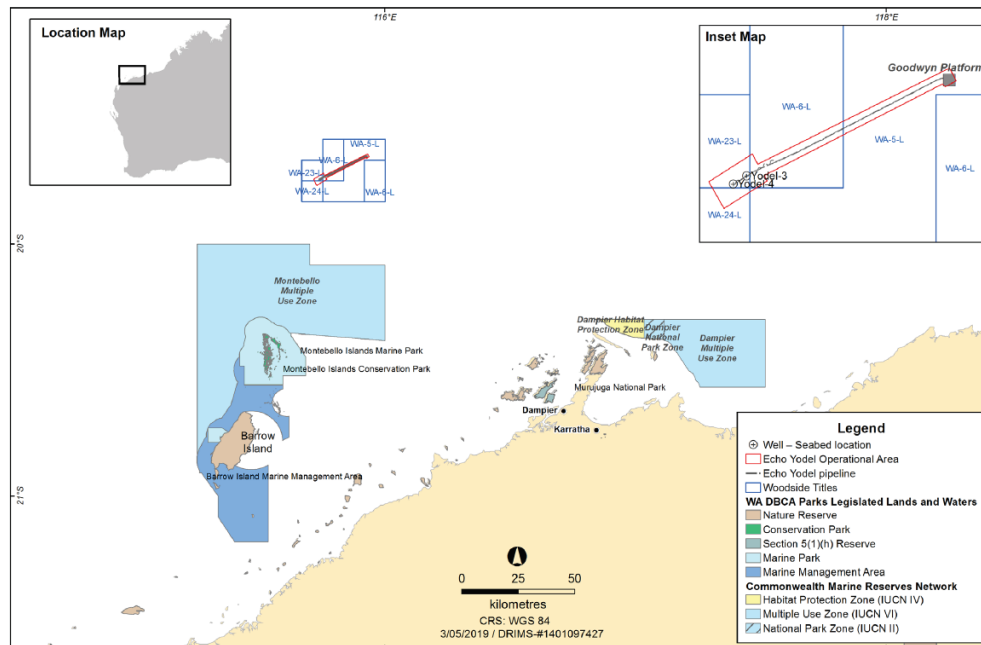 116°E
118°E
Location Map
Inset Map
Goodwyn Platform
WA-6-L
WA-5-L
WA-23-L
WA-6-L
Yodel-3
Yodel-4
WA-24-L
WA-5-L
WA-6-L
WA-23-L
WA-24-L
WA-6-L
20°S
Montebello
Multiple
Use Zone
Dampier Habitat
Protection Zone
Dampier
National
Park Zone
Dampier
Multiple
Use Zone
Montebello Islands Marine Park
Montebello Islands Conservation Park
Murujuga National Park
Dampier
Karratha
Barrow
Island
Barrow Island Marine Management Area
21°S
0 25 50
kilometres
CRS: WGS 84
3/05/2019 / DRIMS-#1401097427
Legend
Well – Seabed location
Echo Yodel Operational Area
Echo Yodel pipeline
Woodside Titles
WA DBCA Parks Legislated Lands and Waters
Nature Reserve
Conservation Park
Section 5(1)(h) Reserve
Marine Park
Marine Management Area
Commonwealth Marine Reserves Network
Habitat Protection Zone (IUCN IV)
Multiple Use Zone (IUCN VI)
National Park Zone (IUCN II)